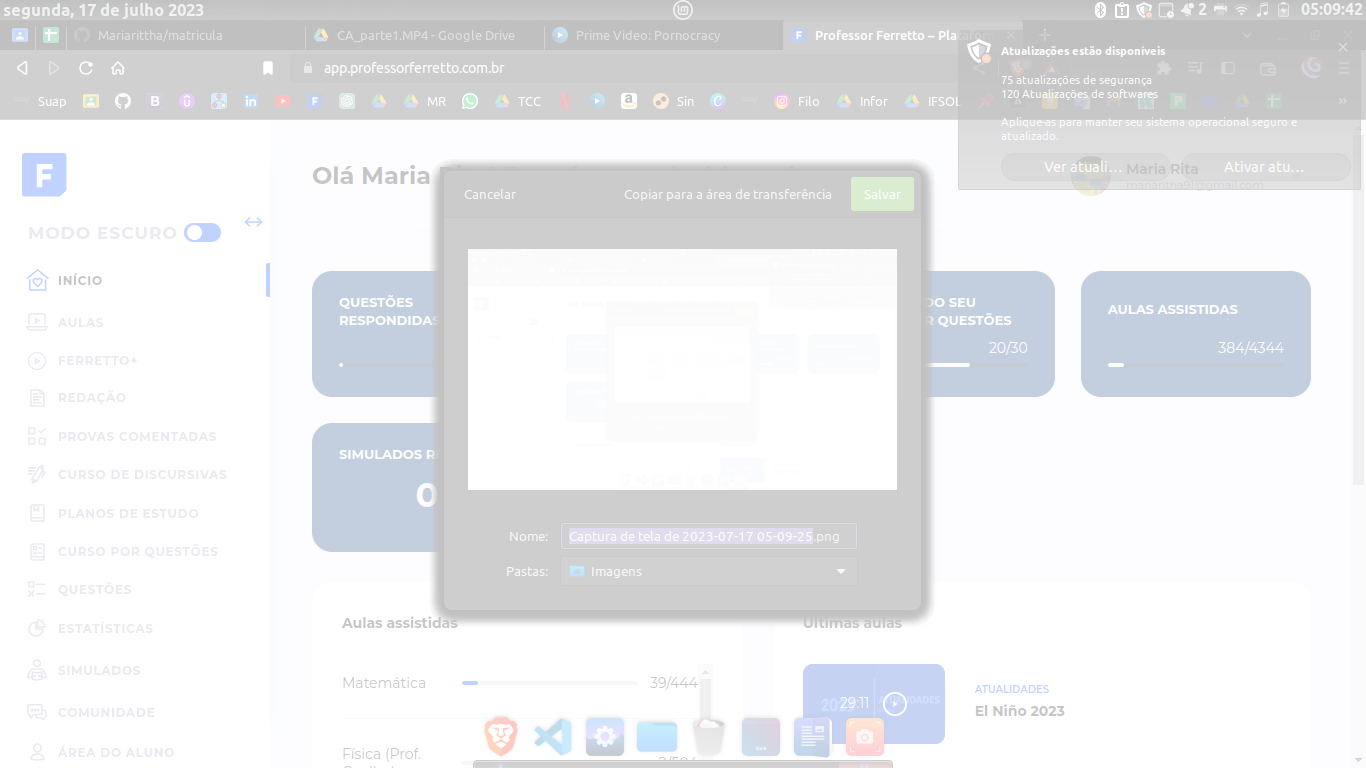 segunda, 17 de julho 2023
2
05:09:42
Mariarittha/matricula
CA_parte1.MP4 - Google Drive
Prime Video: Pornocracy
Professor Ferretto – Plataform
app.professorferretto.com.br
Suap
MR
TCC
Sin
Filo
Infor
IFSOL
Atualizações estão disponíveis
75 atualizações de segurança
120 Atualizações de softwares
Aplique-as para manter seu sistema operacional seguro e
atualizado.
Ver atuali…
Ativar atu…
Maria Rita
F
MODO ESCURO
INÍCIO
AULAS
FERRETTO+
REDAÇÃO
PROVAS COMENTADAS
CURSO DE DISCURSIVAS
PLANOS DE ESTUDO
CURSO POR QUESTÕES
QUESTÕES
ESTATÍSTICAS
SIMULADOS
COMUNIDADE
ÁREA DO ALUNO
Olá Maria
QUESTÕES
RESPONDIDAS
DO SEU
QUESTÕES
20/30
AULAS ASSISTIDAS
384/4344
SIMULADOS
0
Cancelar
Copiar para a área de transferência
Salvar
Nome:
Captura de tela de 2023-07-17 05-09-25.png
Pastas:
Imagens
Aulas assistidas
Matemática
39/444
Física (Prof.
Últimas aulas
29:11
ATUALIDADES
El Niño 2023